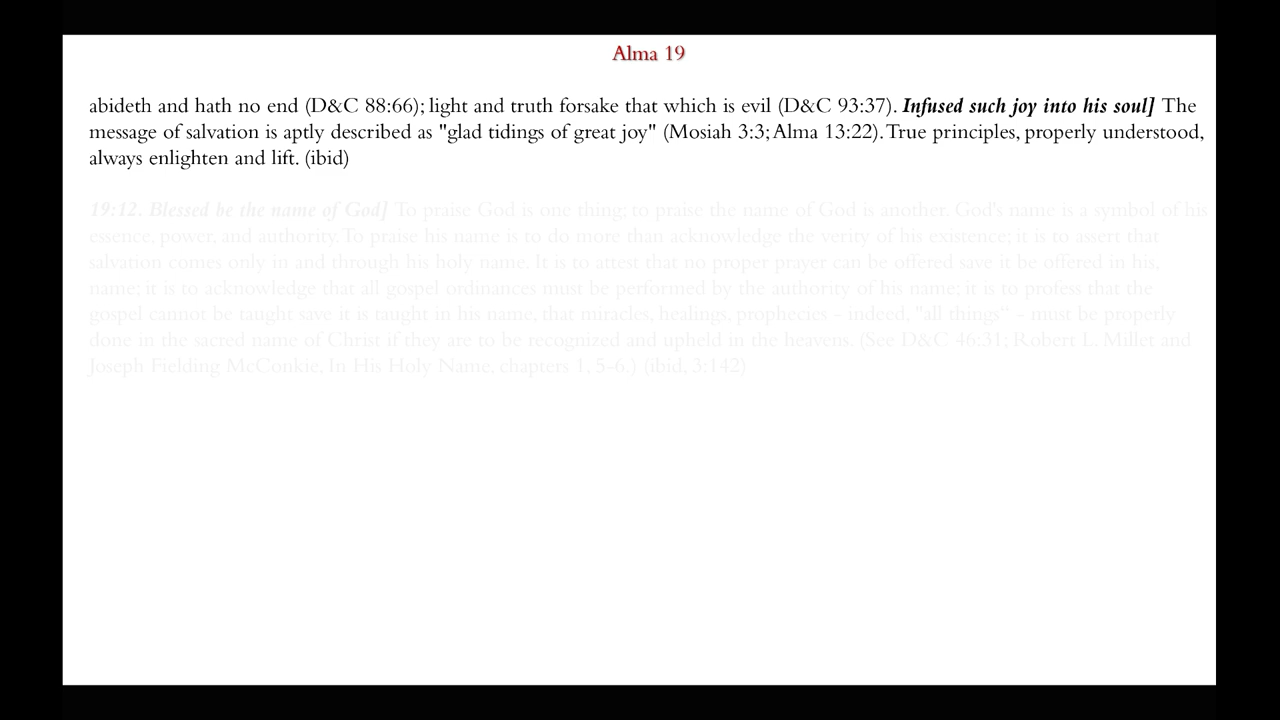 Alma 19
abideth and hath no end (D&C 88:66); light and truth forsake that which is evil (D&C 93:37). Infused such joy into his soul] The
message of salvation is aptly described as "glad tidings of great joy" (Mosiah 3:3; Alma 13:22). True principles, properly understood,
always enlighten and lift. (ibid)
19:12. Blessed be the name of God] To praise God is one thing; to praise the name of God is another. God's name is a symbol of his
essence, power, and authority. To praise his name is to do more than acknowledge the verity of his existence; it is to assert that
salvation comes only in and through his holy name. It is to attest that no proper prayer can be offered save it be offered in his,
name; it is to acknowledge that all gospel ordinances must be performed by the authority of his name; it is to profess that the
gospel cannot be taught save it is taught in his name, that miracles, healings, prophecies - indeed, "all things" - must be properly
done in the sacred name of Christ if they are to be recognized and upheld in the heavens. (See D&C 46:31; Robert L. Millet and
Joseph Fielding McConkie, In His Holy Name, chapters 1, 5-6.) (ibid, 3:142)